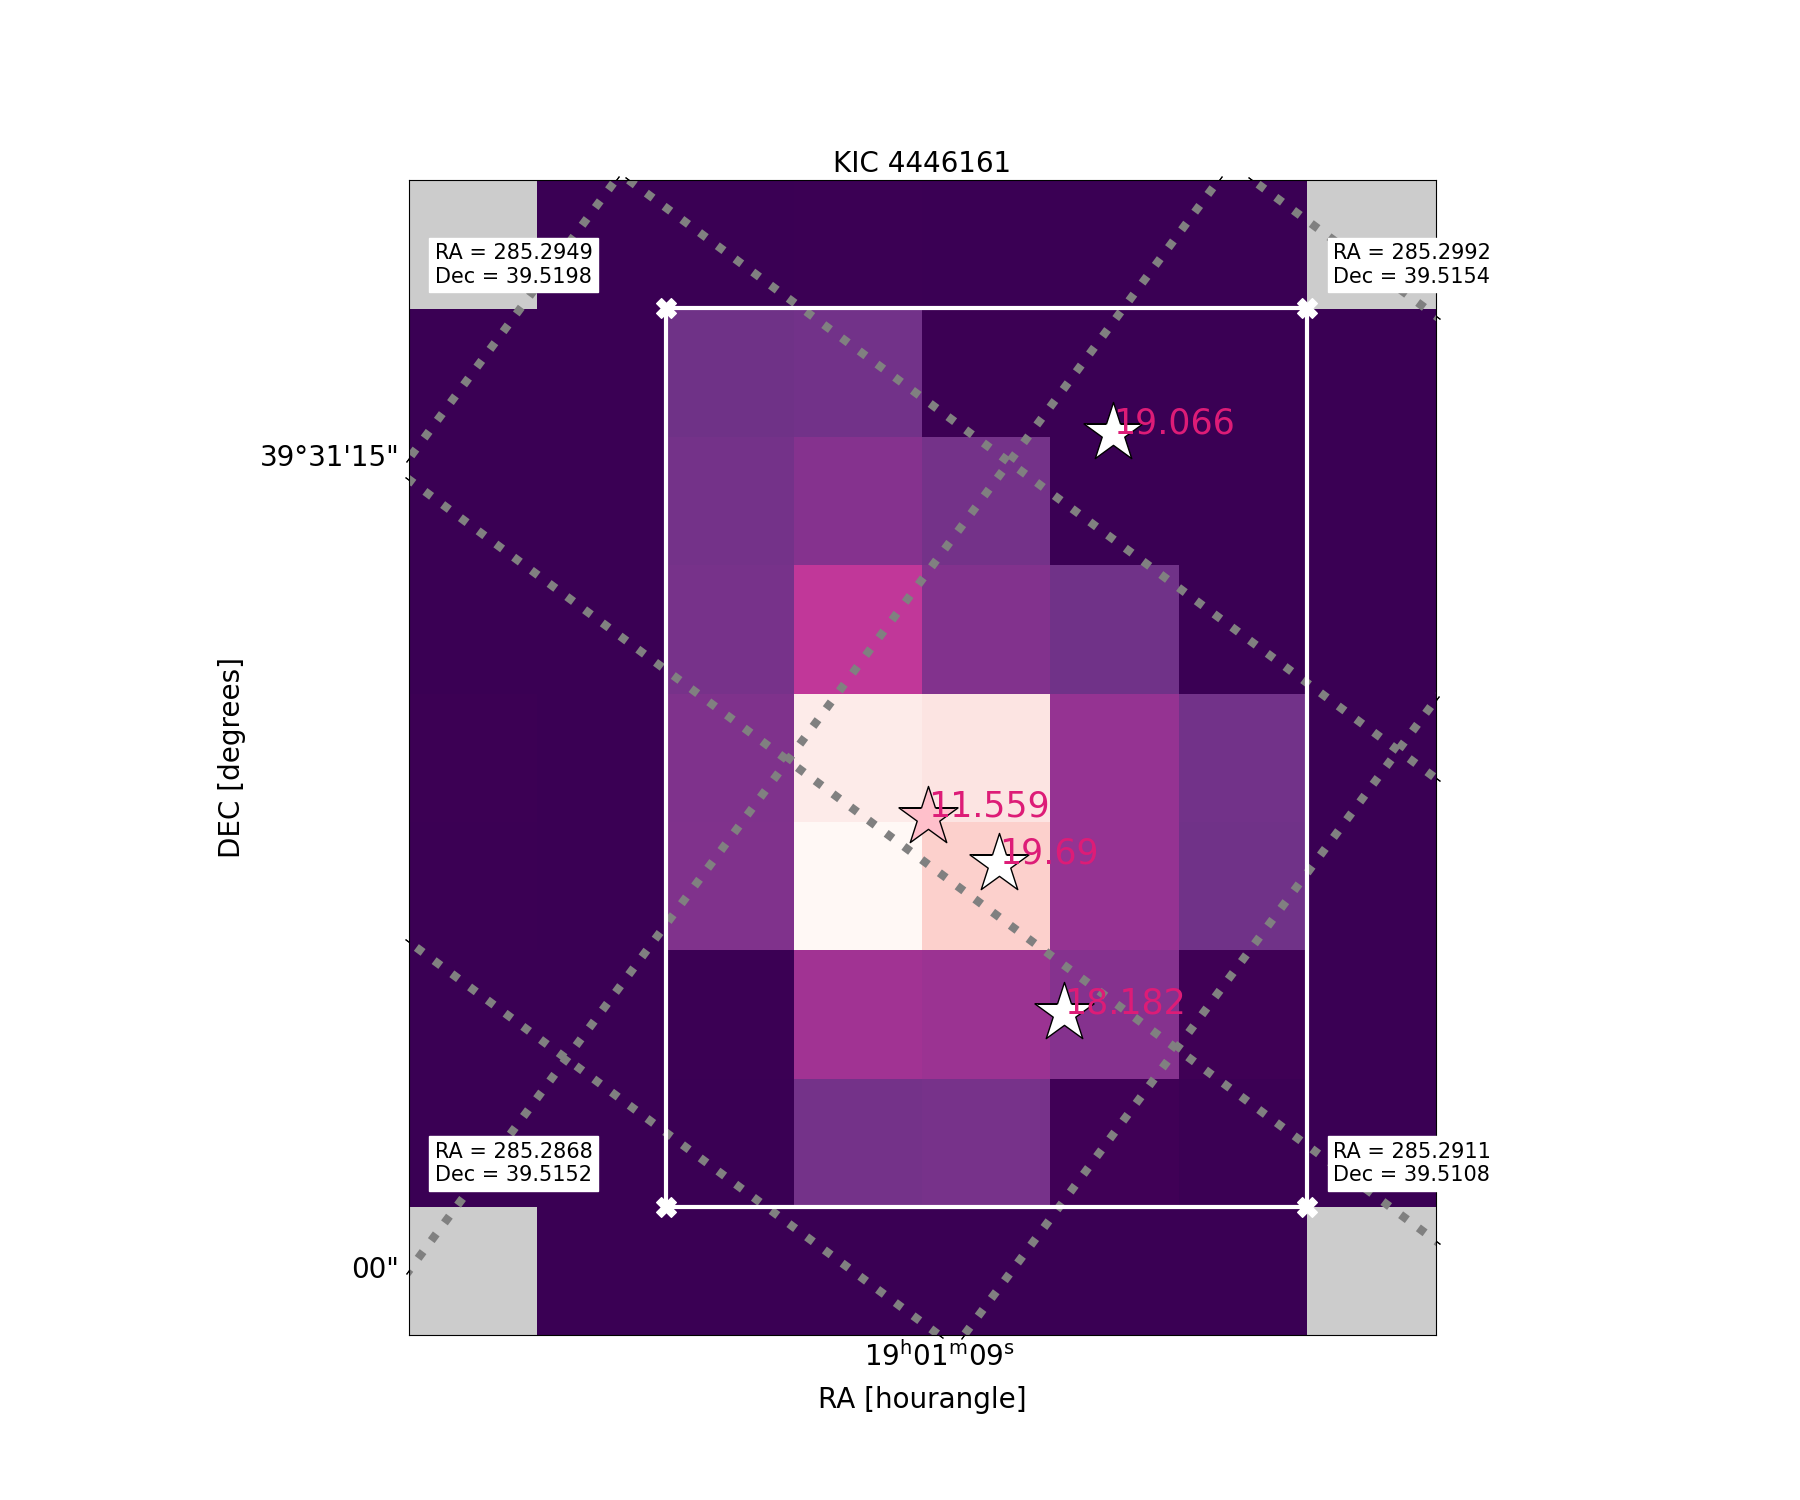 KIC 4446161
RA = 285.2949
Dec = 39.5198
RA = 285.2992
Dec = 39.5154
19.066
39°31'15"
11.559
19.69
18.182
DEC [degrees]
RA = 285.2868
Dec = 39.5152
RA = 285.2911
Dec = 39.5108
00"
19h01m09s
RA [hourangle]